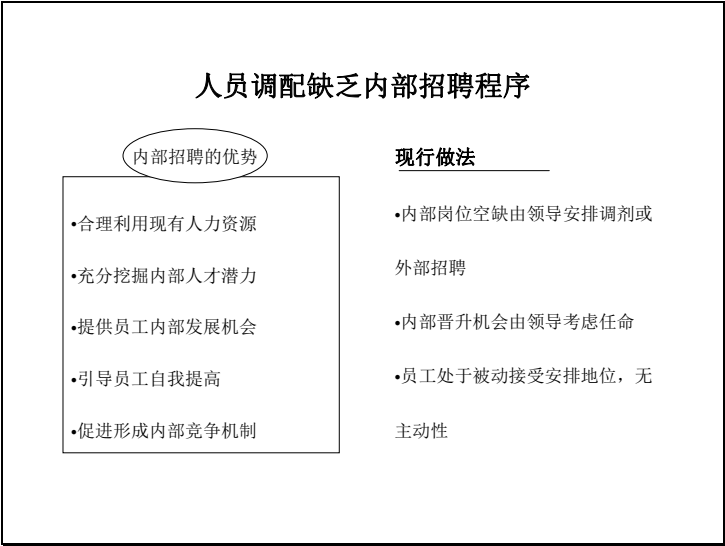 人员调配缺乏内部招聘程序
内部招聘的优势
•合理利用现有人力资源
•充分挖掘内部人才潜力
•提供员工内部发展机会
•引导员工自我提高
•促进形成内部竞争机制
现行做法
•内部岗位空缺由领导安排调剂或
外部招聘
•内部晋升机会由领导考虑任命
•员工处于被动接受安排地位，无
主动性